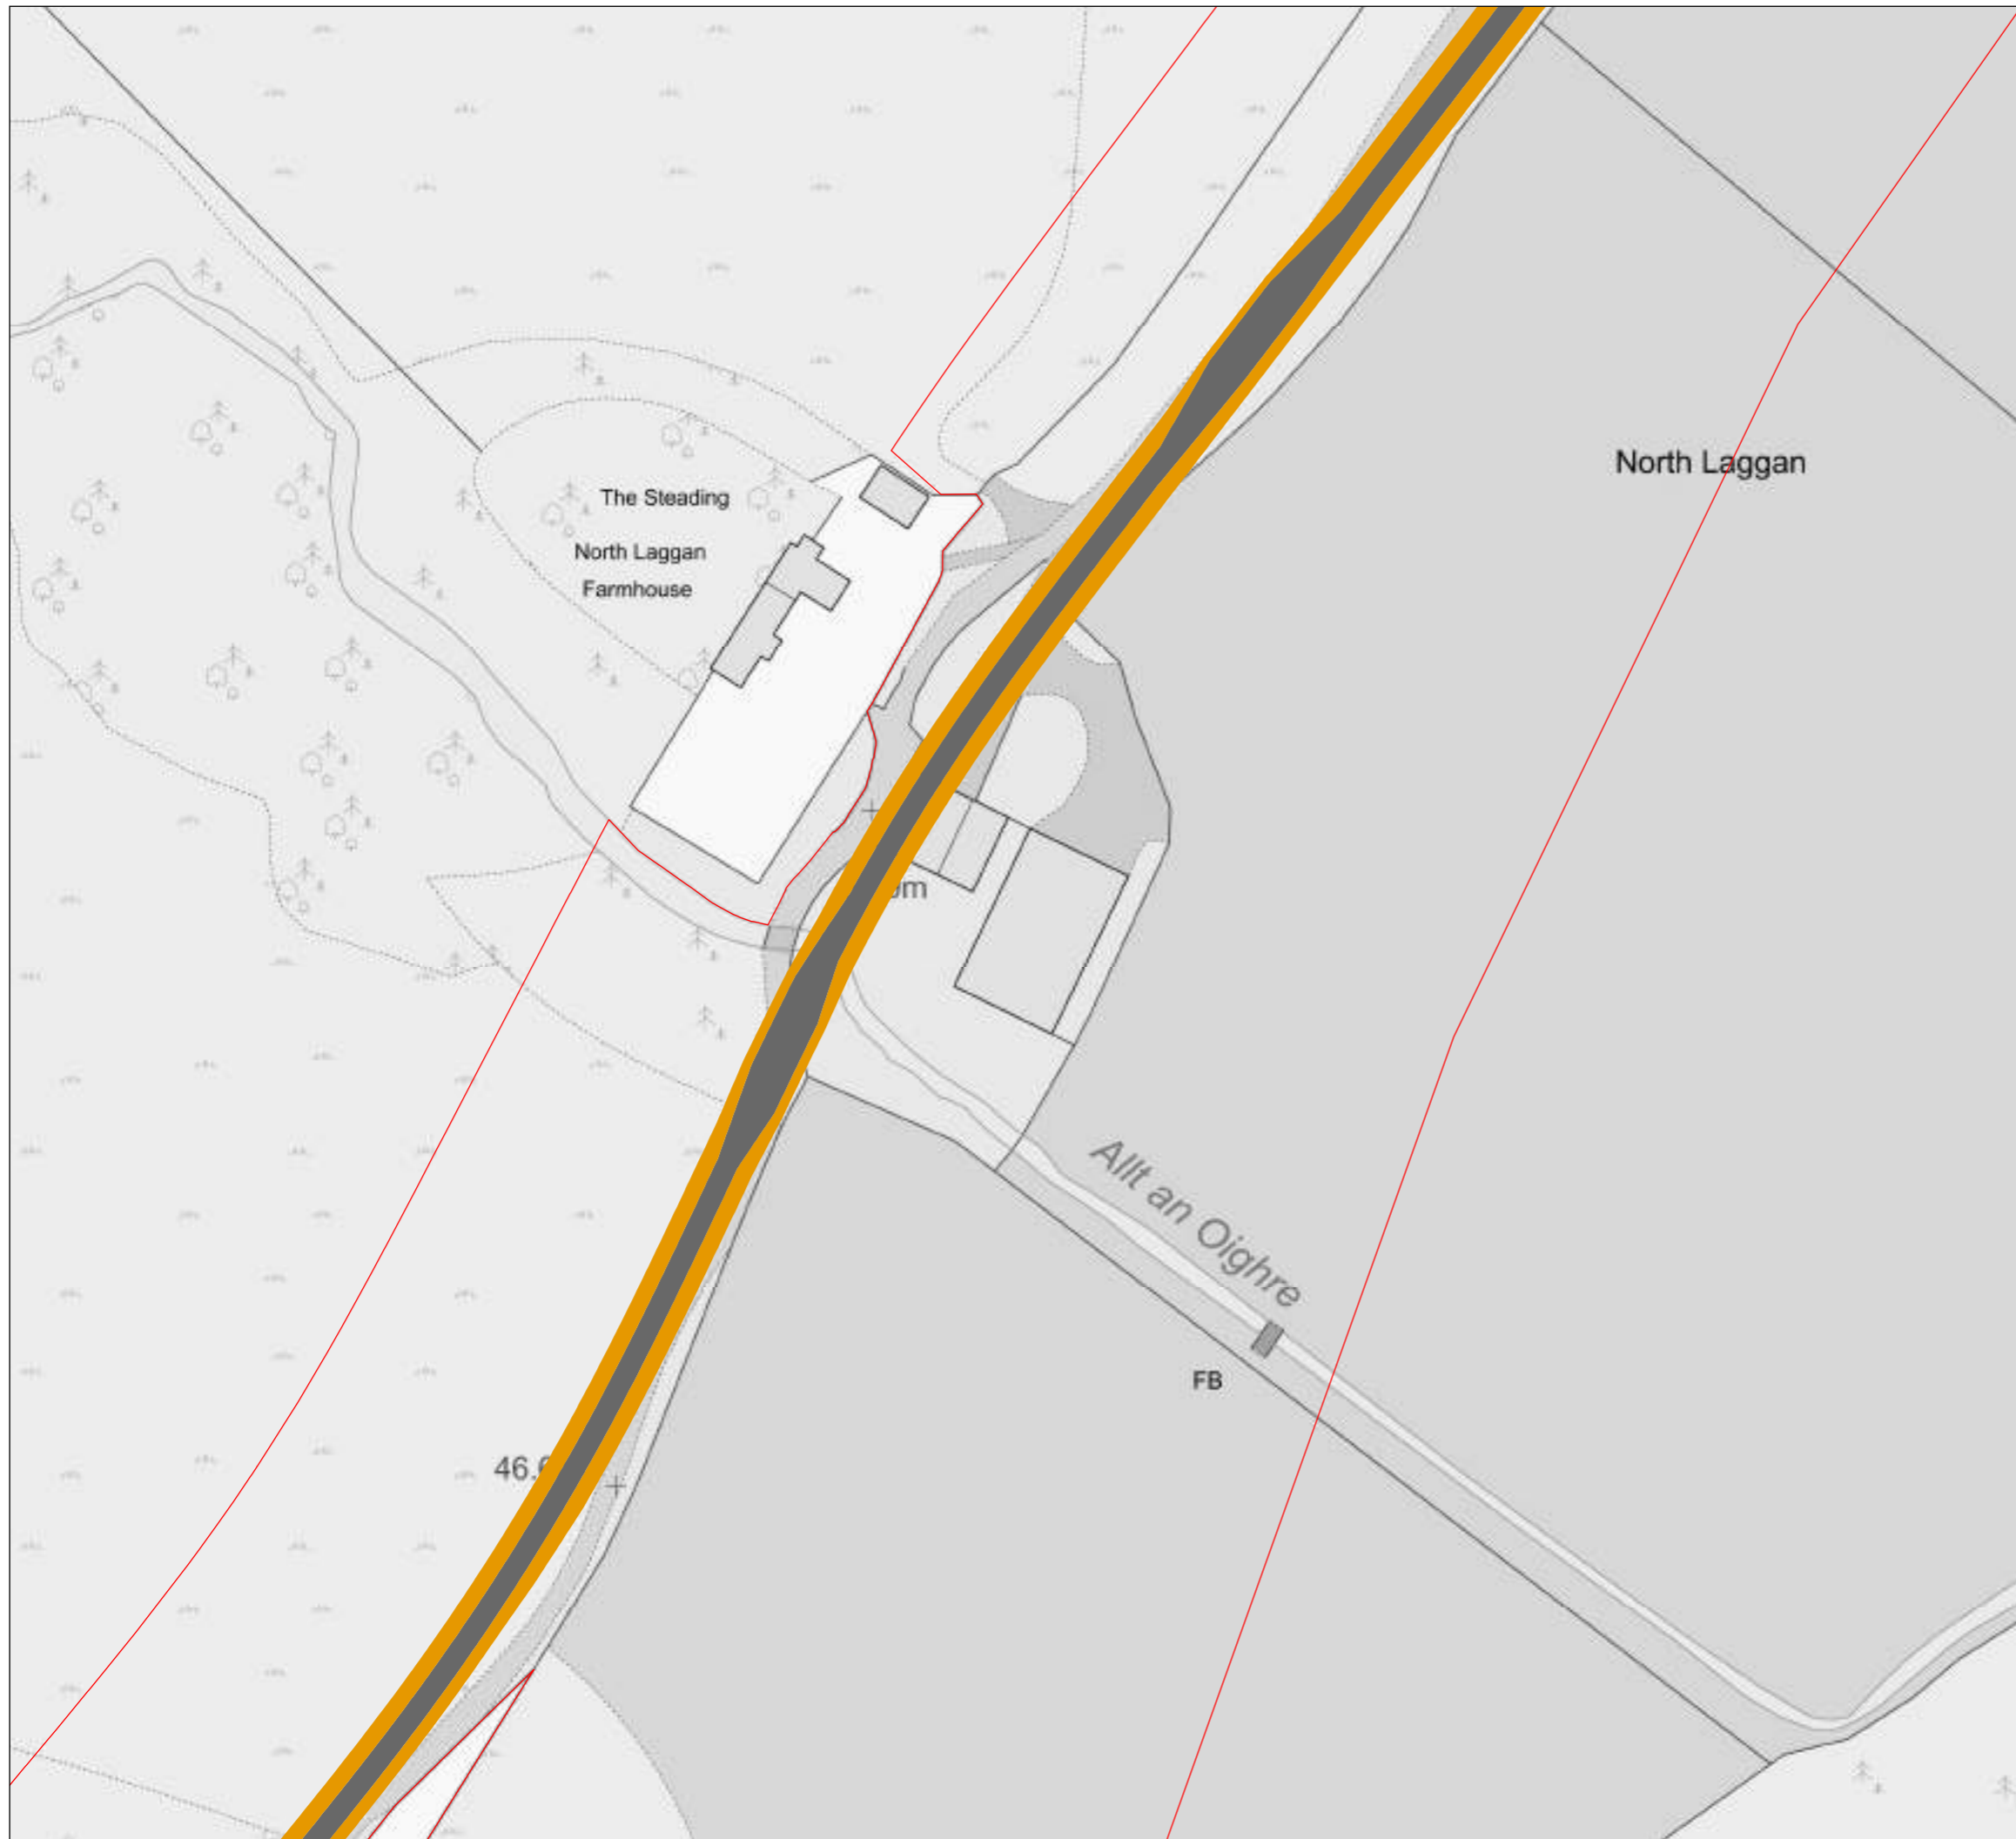 North Laggan
The Steading
North Laggan
Farmhouse
Allt an Oighre
FB